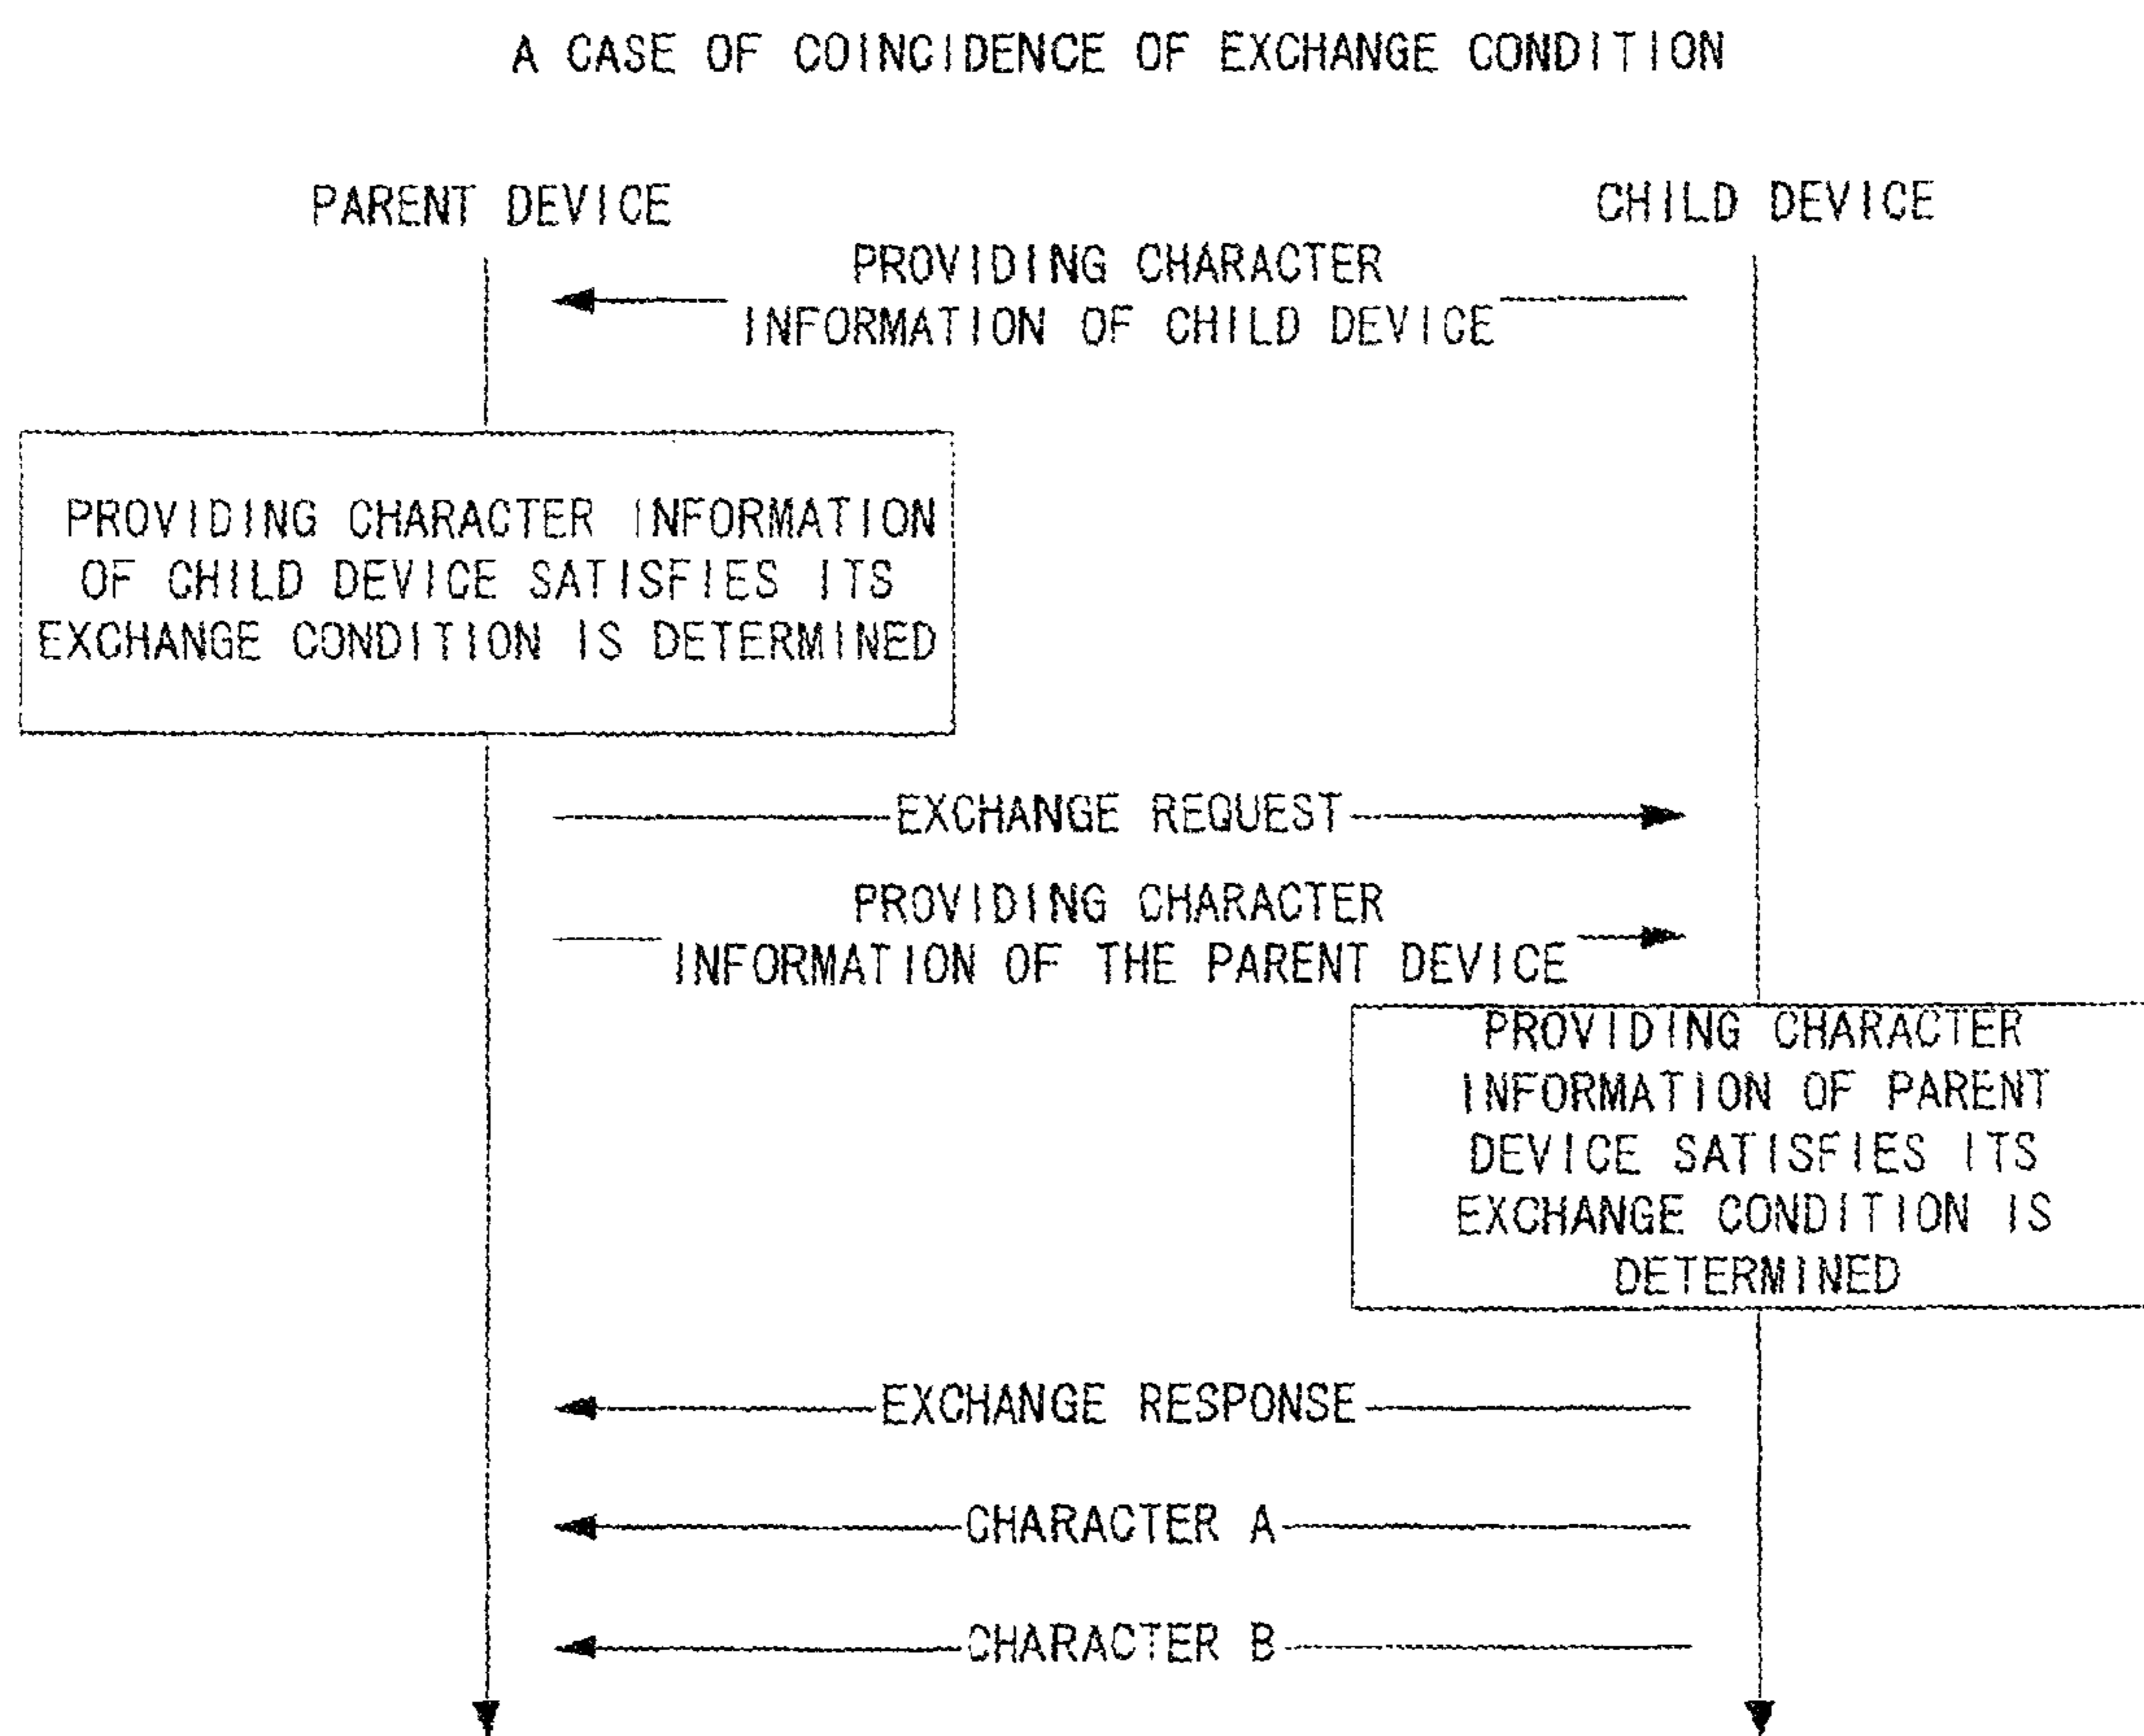 A CASE OF COINCIDENCE OF EXCHANGE CONDITION
PARENT DEVICE
CHILD DEVICE
PROVIDING CHARACTER
INFORMATION OF CHILD DEVICE
PROVIDING CHARACTER INFORMATION
OF CHILD DEVICE SATISFIES ITS
EXCHANGE CONDITION IS DETERMINED
EXCHANGE REQUEST
PROVIDING CHARACTER
INFORMATION OF THE PARENT DEVICE
PROVIDING CHARACTER
INFORMATION OF PARENT
DEVICE SATISFIES ITS
EXCHANGE CONDITION IS
DETERMINED
EXCHANGE RESPONSE
CHARACTER A
CHARACTER B